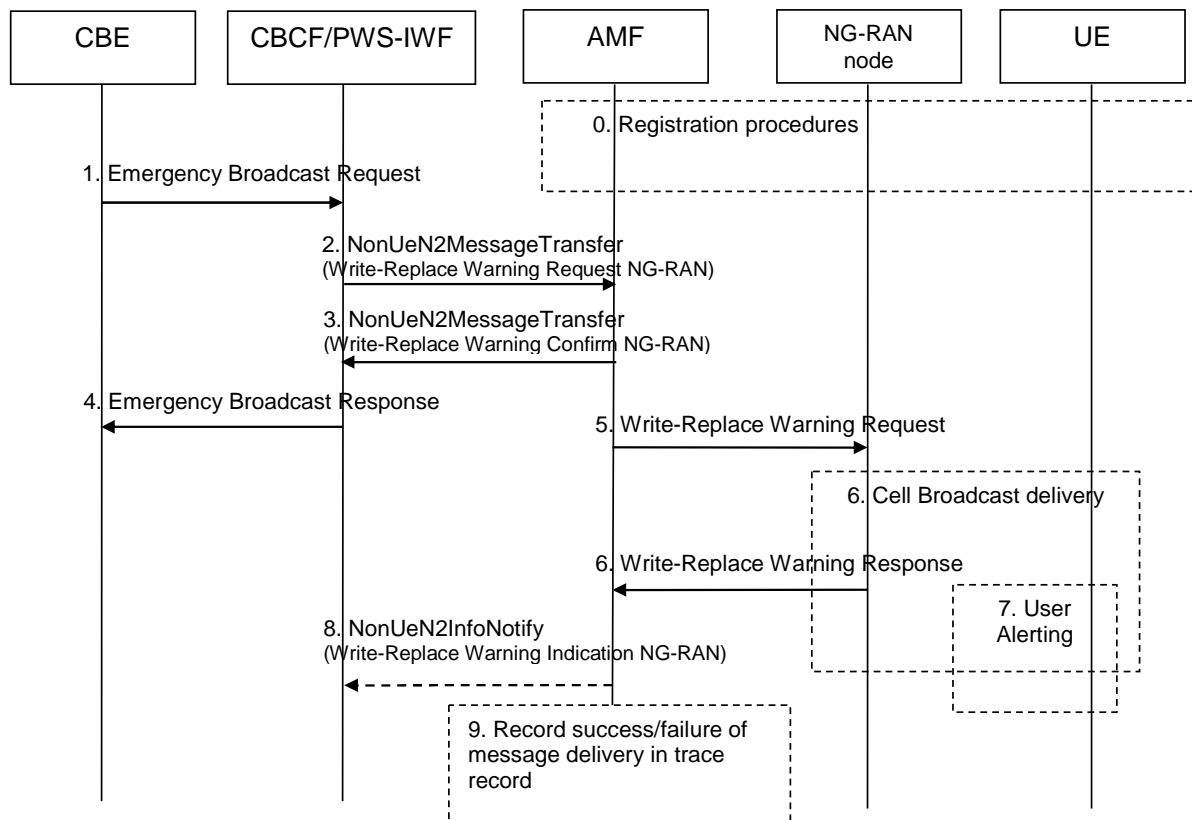 CBE
CBCF/PWS-IWF
AMF
NG-RAN
node
UE
0. Registration procedures
1. Emergency Broadcast Request
2. NonUeN2MessageTransfer
(Write-Replace Warning Request NG-RAN)
3. NonUeN2MessageTransfer
(Write-Replace Warning Confirm NG-RAN)
4. Emergency Broadcast Response
5. Write-Replace Warning Request
6. Cell Broadcast delivery
6. Write-Replace Warning Response
7. User
Alerting
8. NonUeN2InfoNotify
(Write-Replace Warning Indication NG-RAN)
9. Record success/failure of
message delivery in trace
record